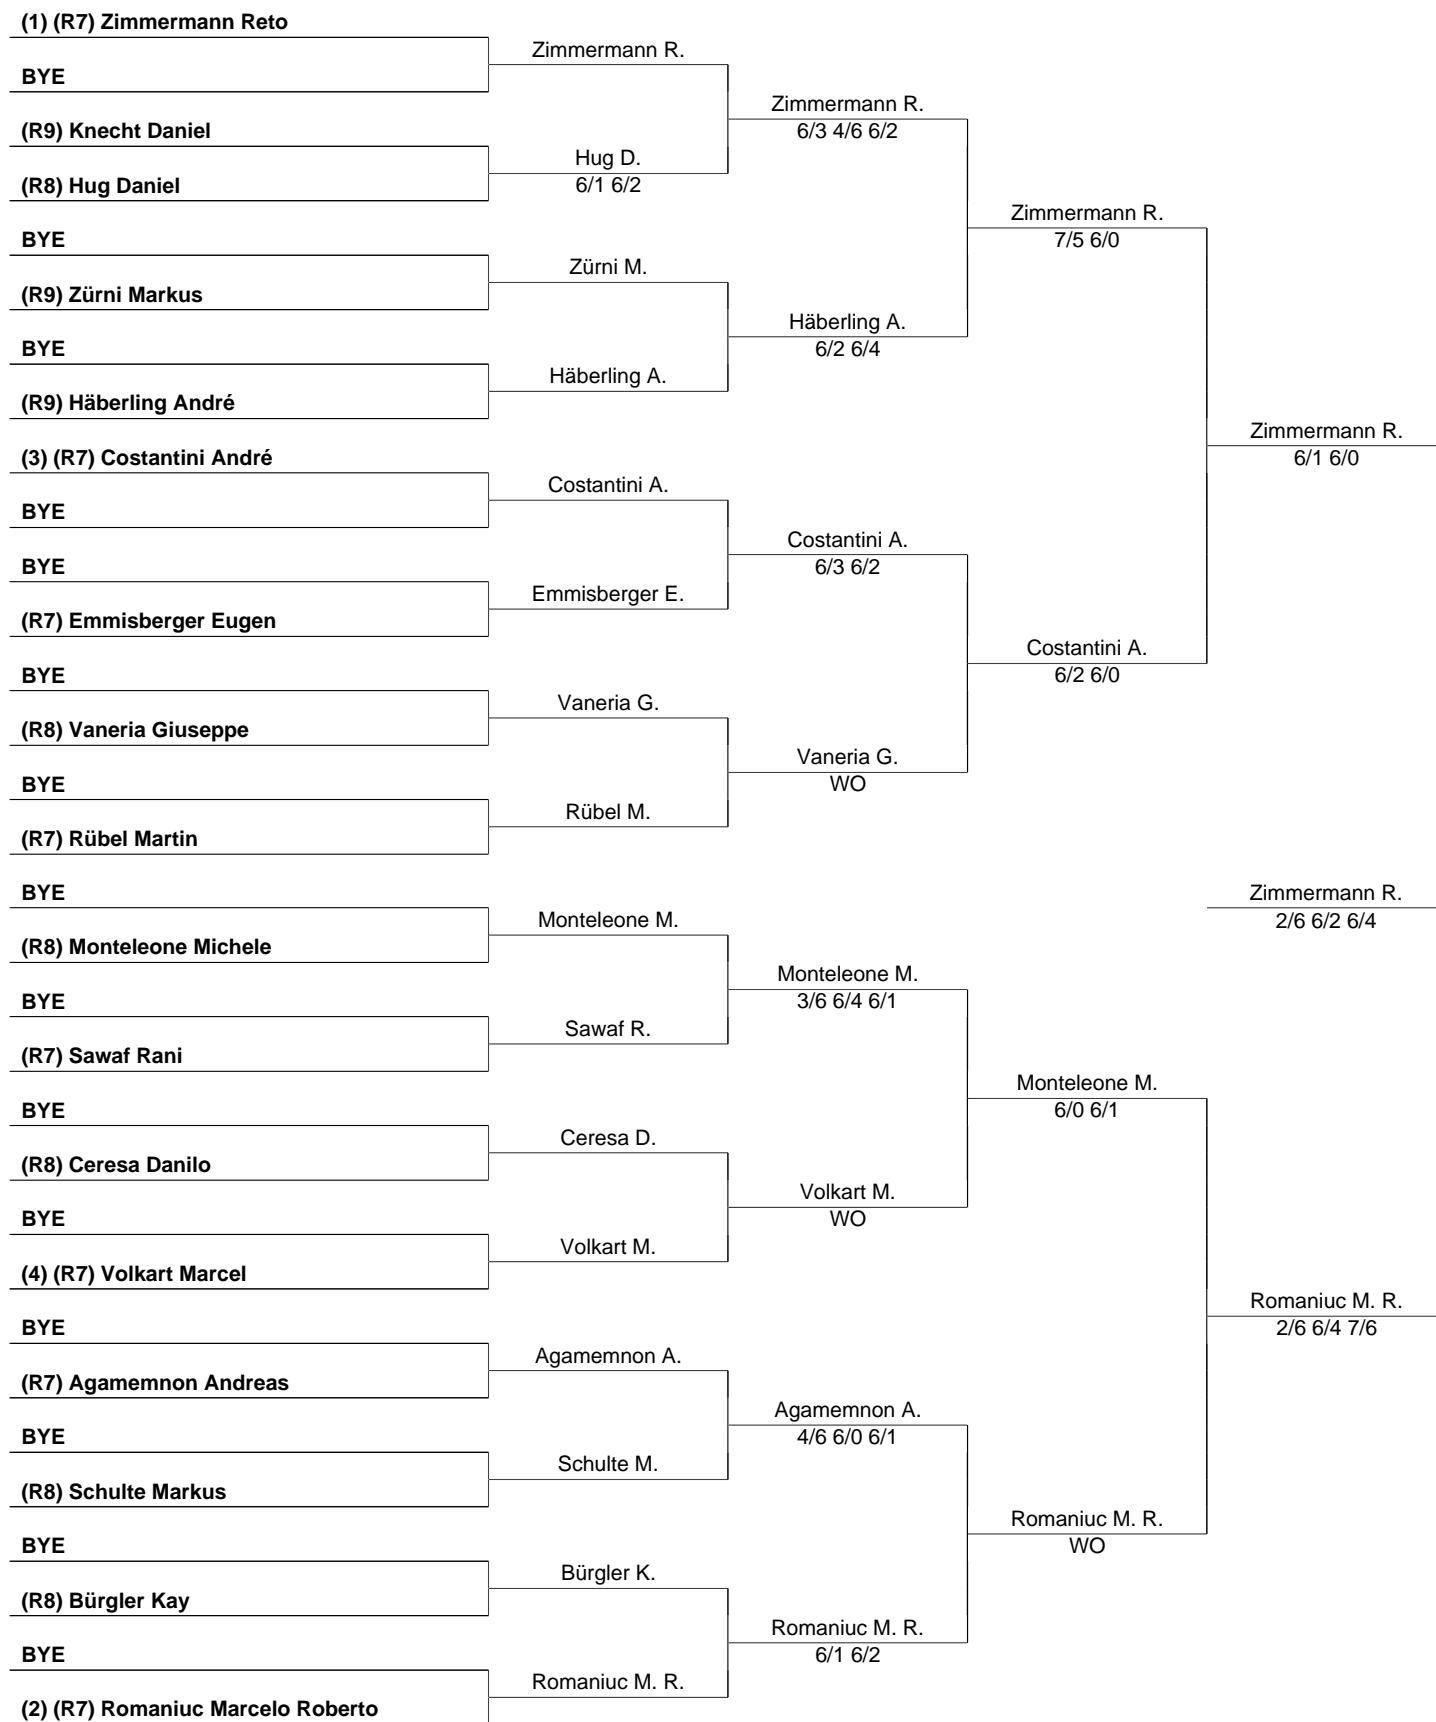 (1) (R7) Zimmermann Reto
BYE
(R9) Knecht Daniel
(R8) Hug Daniel
BYE
(R9) Zürni Markus
BYE
(R9) Häberling André
(3) (R7) Costantini André
BYE
BYE
(R7) Emmisberger Eugen
BYE
(R8) Vaneria Giuseppe
BYE
(R7) Rübel Martin
BYE
(R8) Monteleone Michele
BYE
(R7) Sawaf Rani
BYE
(R8) Ceresa Danilo
BYE
(4) (R7) Volkart Marcel
BYE
(R7) Agamemnon Andreas
BYE
(R8) Schulte Markus
BYE
(R8) Bürgler Kay
BYE
(2) (R7) Romaniuc Marcelo Roberto
Zimmermann R.
Hug D.
6/1 6/2
Zürni M.
Häberling A.
Costantini A.
Emmisberger E.
Vaneria G.
Rübel M.
Monteleone M.
Sawaf R.
Ceresa D.
Volkart M.
Agamemnon A.
Schulte M.
Bürgler K.
Romaniuc M. R.
Zimmermann R.
6/3 4/6 6/2
Häberling A.
6/2 6/4
Costantini A.
6/3 6/2
Vaneria G.
WO
Monteleone M.
3/6 6/4 6/1
Volkart M.
WO
Agamemnon A.
4/6 6/0 6/1
Romaniuc M. R.
6/1 6/2
Zimmermann R.
7/5 6/0
Costantini A.
6/2 6/0
Monteleone M.
6/0 6/1
Romaniuc M. R.
WO
Zimmermann R.
6/1 6/0
Zimmermann R.
2/6 6/2 6/4
Romaniuc M. R.
2/6 6/4 7/6